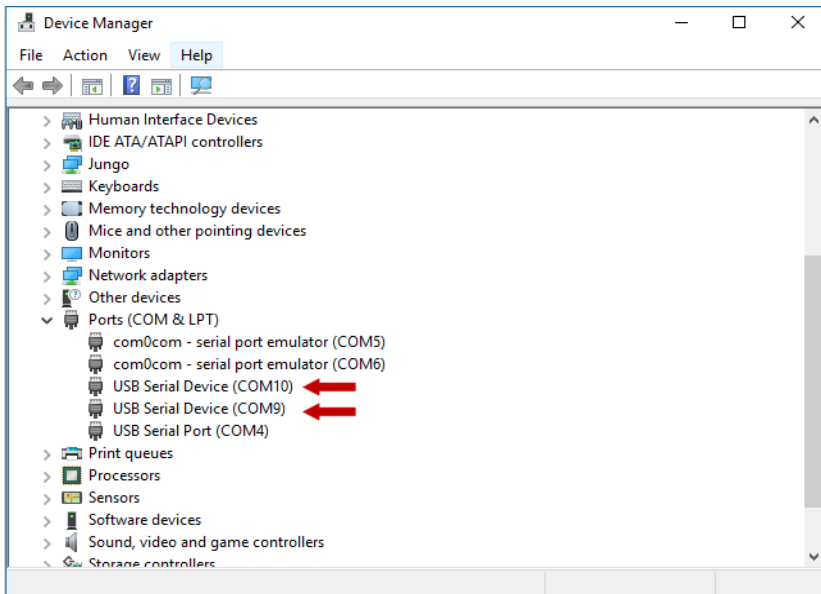 Device Manager
File Action View Help
Human Interface Devices
IDE ATA/ATAPI controllers
Jungo
Keyboards
Memory technology devices
Mice and other pointing devices
Monitors
Network adapters
Other devices
Ports (COM & LPT)
com0com - serial port emulator (COM5)
com0com - serial port emulator (COM6)
USB Serial Device (COM10)
USB Serial Device (COM9)
USB Serial Port (COM4)
Print queues
Processors
Sensors
Software devices
Sound, video and game controllers
Storage controllers